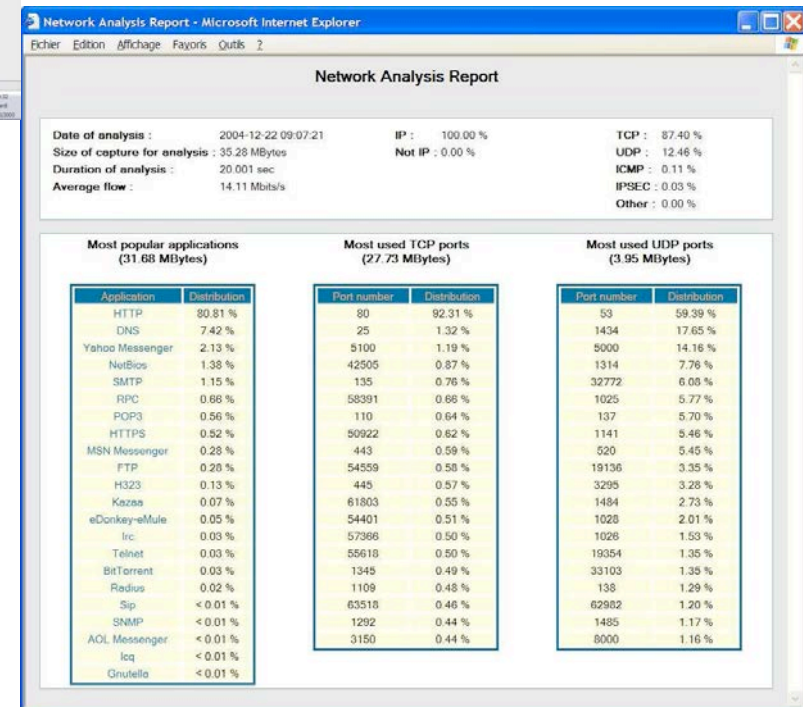 Network Analysis Report - Microsoft Internet Explorer
Fichier Edition Affichage Favoris Outils ?
Network Analysis Report
Date of analysis : 2004-12-22 09:07:21 IP : 100.00 % TCP : 87.40 %
Size of capture for analysis : 35.28 MBytes Not IP : 0.00 % UDP : 12.46 %
Duration of analysis : 20.001 sec ICMP : 0.11 %
Average flow : 14.11 Mbits/s IPSEC : 0.03 %
Other : 0.00 %
Most popular applications
(31.68 MBytes)
Application Distribution
HTTP 80.81 %
DNS 7.42 %
Yahoo Messenger 2.13 %
NetBios 1.38 %
SMTP 1.15 %
RPC 0.66 %
POP3 0.56 %
HTTPS 0.52 %
MSN Messenger 0.28 %
FTP 0.28 %
H323 0.13 %
Kazaa 0.07 %
eDonkey-eMule 0.05 %
Irc 0.03 %
Telnet 0.03 %
BitTorrent 0.03 %
Radius 0.02 %
Sip < 0.01 %
SNMP < 0.01 %
AOL Messenger < 0.01 %
Icq < 0.01 %
Gnutella < 0.01 %
Most used TCP ports
(27.73 MBytes)
Port number Distribution
80 92.31 %
25 1.32 %
5100 1.19 %
42505 0.87 %
135 0.76 %
58391 0.66 %
110 0.64 %
50922 0.62 %
443 0.59 %
54559 0.58 %
445 0.57 %
61803 0.55 %
54401 0.51 %
57366 0.50 %
55618 0.50 %
1345 0.49 %
1109 0.48 %
63518 0.46 %
1292 0.44 %
3150 0.44 %
Most used UDP ports
(3.95 MBytes)
Port number Distribution
53 59.39 %
1434 17.65 %
5000 14.16 %
1314 7.76 %
32772 6.08 %
1025 5.77 %
137 5.70 %
1141 5.46 %
520 5.45 %
19136 3.35 %
3295 3.28 %
1484 2.73 %
1028 2.01 %
1026 1.53 %
19354 1.35 %
33103 1.35 %
138 1.29 %
62982 1.20 %
1485 1.17 %
8000 1.16 %